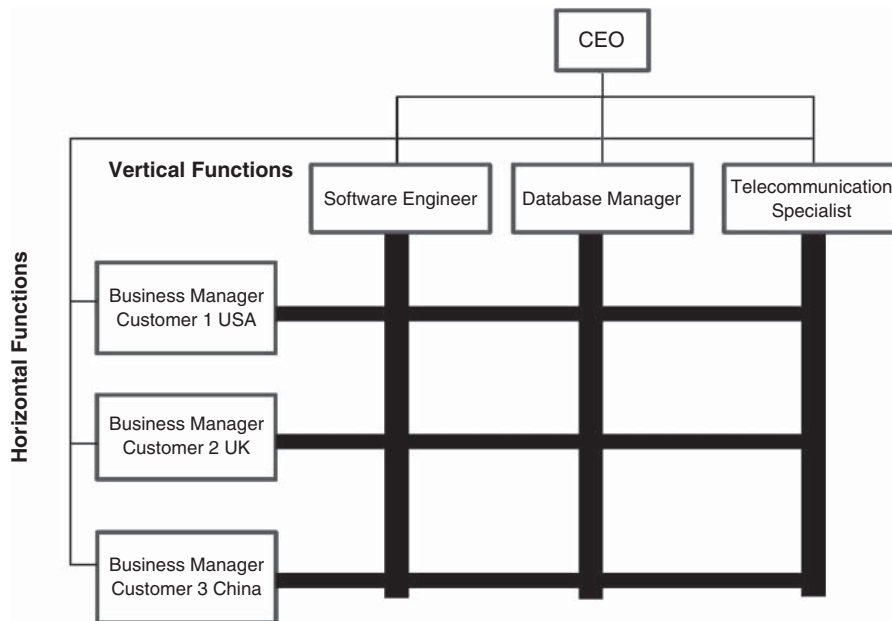 CEO
Vertical Functions
Software Engineer
Database Manager
Telecommunication
Specialist
Horizontal Functions
Business Manager
Customer 1 USA
Business Manager
Customer 2 UK
Business Manager
Customer 3 China